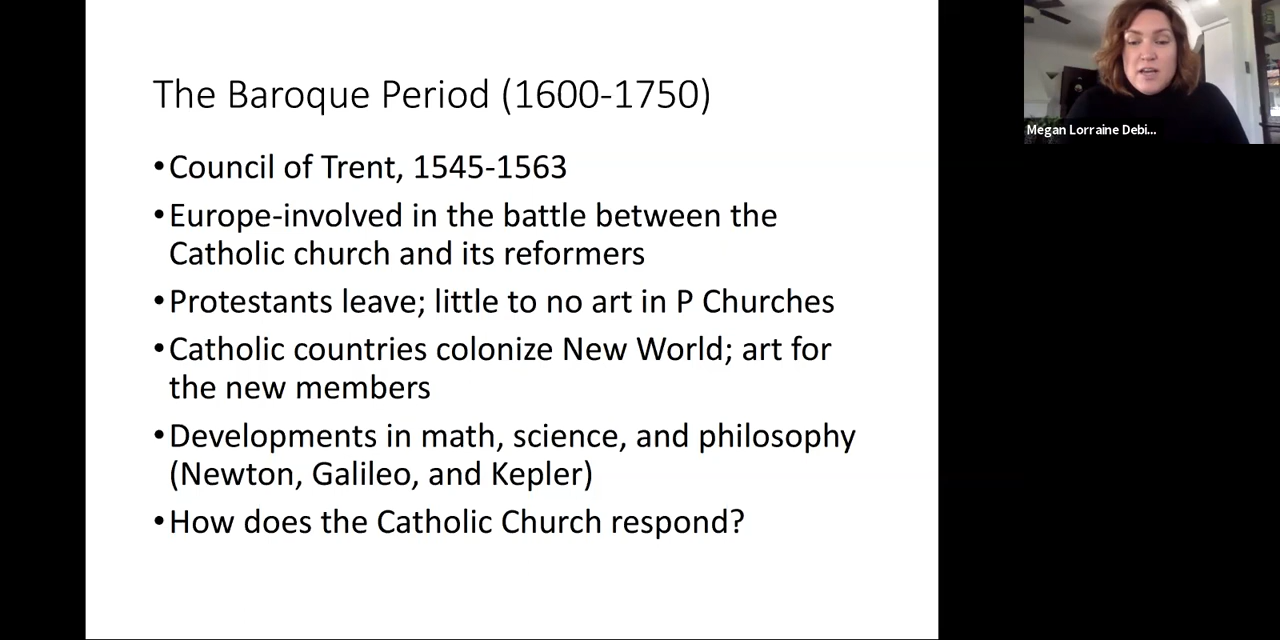 The Baroque Period (1600-1750)
•Council of Trent, 1545-1563
•Europe-involved in the battle between the
Catholic church and its reformers
•Protestants leave; little to no art in P Churches
•Catholic countries colonize New World; art for
the new members
•Developments in math, science, and philosophy
(Newton, Galileo, and Kepler)
•How does the Catholic Church respond?
Megan Lorraine Debi...